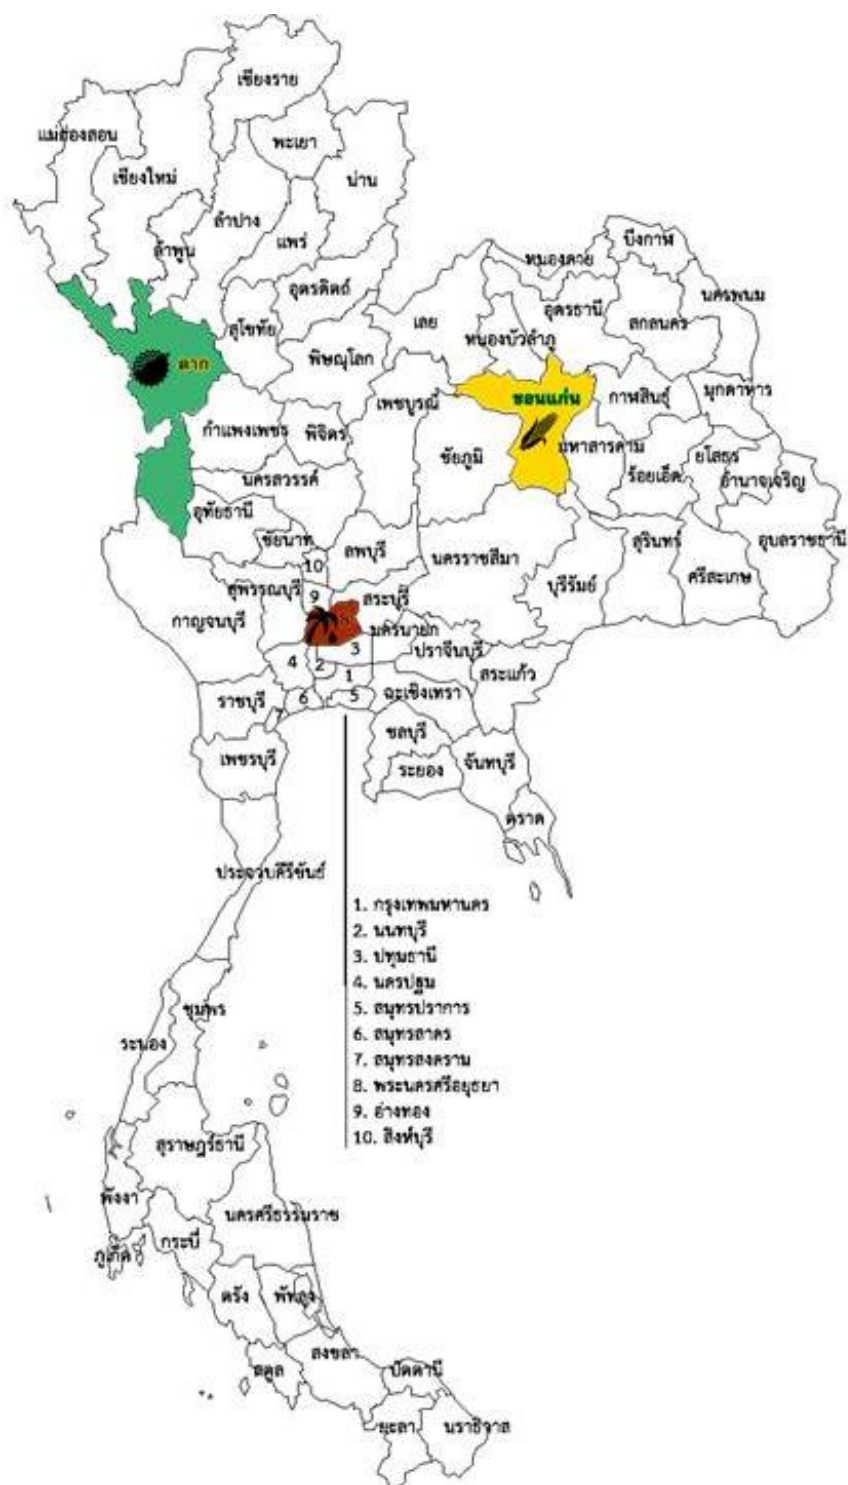 เชียงราย
แม่ฮ่องสอน
พะเยา
เชียงใหม่
น่าน
ลำปาง
แพร่
ลำพูน
บึงกาฬ
หนองคาย
อุตรดิตถ์
นครพนม
อุดรธานี
สุโขทัย
เลย
สกลนคร
หนองบัวลำภู
พิษณุโลก
ตาก
กาฬสินธุ์
มุกดาหาร
ขอนแก่น
เพชบูรณ์
กำแพงเพชร
พิจิตร
มหาสารคาม
ยโสธร
ชัยภูมิ
ร้อยเอ็ด
อำนาจเจริญ
นครสวรรค์
อุทัยธานี
ชัยนาท
ลพบุรี
นครราชสีมา
สุรินทร์
อุบลราชธานี
10
ศรีสะเกษ
บุรีรัมย์
สุพรรณบุรี
9
สระบุรี
กาญจนบุรี
นครนายก
3
ปราจีนบุรี
4
2
1
สระแก้ว
ราชบุรี
6
5
ฉะเชิงเทรา
7
ชลบุรี
เพชรบุรี
ระยอง
จันทบุรี
ตราด
ประจวบคีรีขันธ์
1. กรุงเทพมหานคร
2. นนทบุรี
3. ปทุมธานี
4. นครปฐม
5. สมุทรปราการ
6. สมุทรสาคร
7. สมุทรสงคราม
8. พระนครศรีอยุธยา
9. อ่างทอง
10. สิงห์บุรี
ชุมพร
ระนอง
สุราษฎร์ธานี
พังงา
นครศรีธรรมราช
กระบี่
ภูเก็ต
ตรัง
พัทลุง
สงขลา
สตูล
ปัตตานี
ยะลา
นราธิวาส